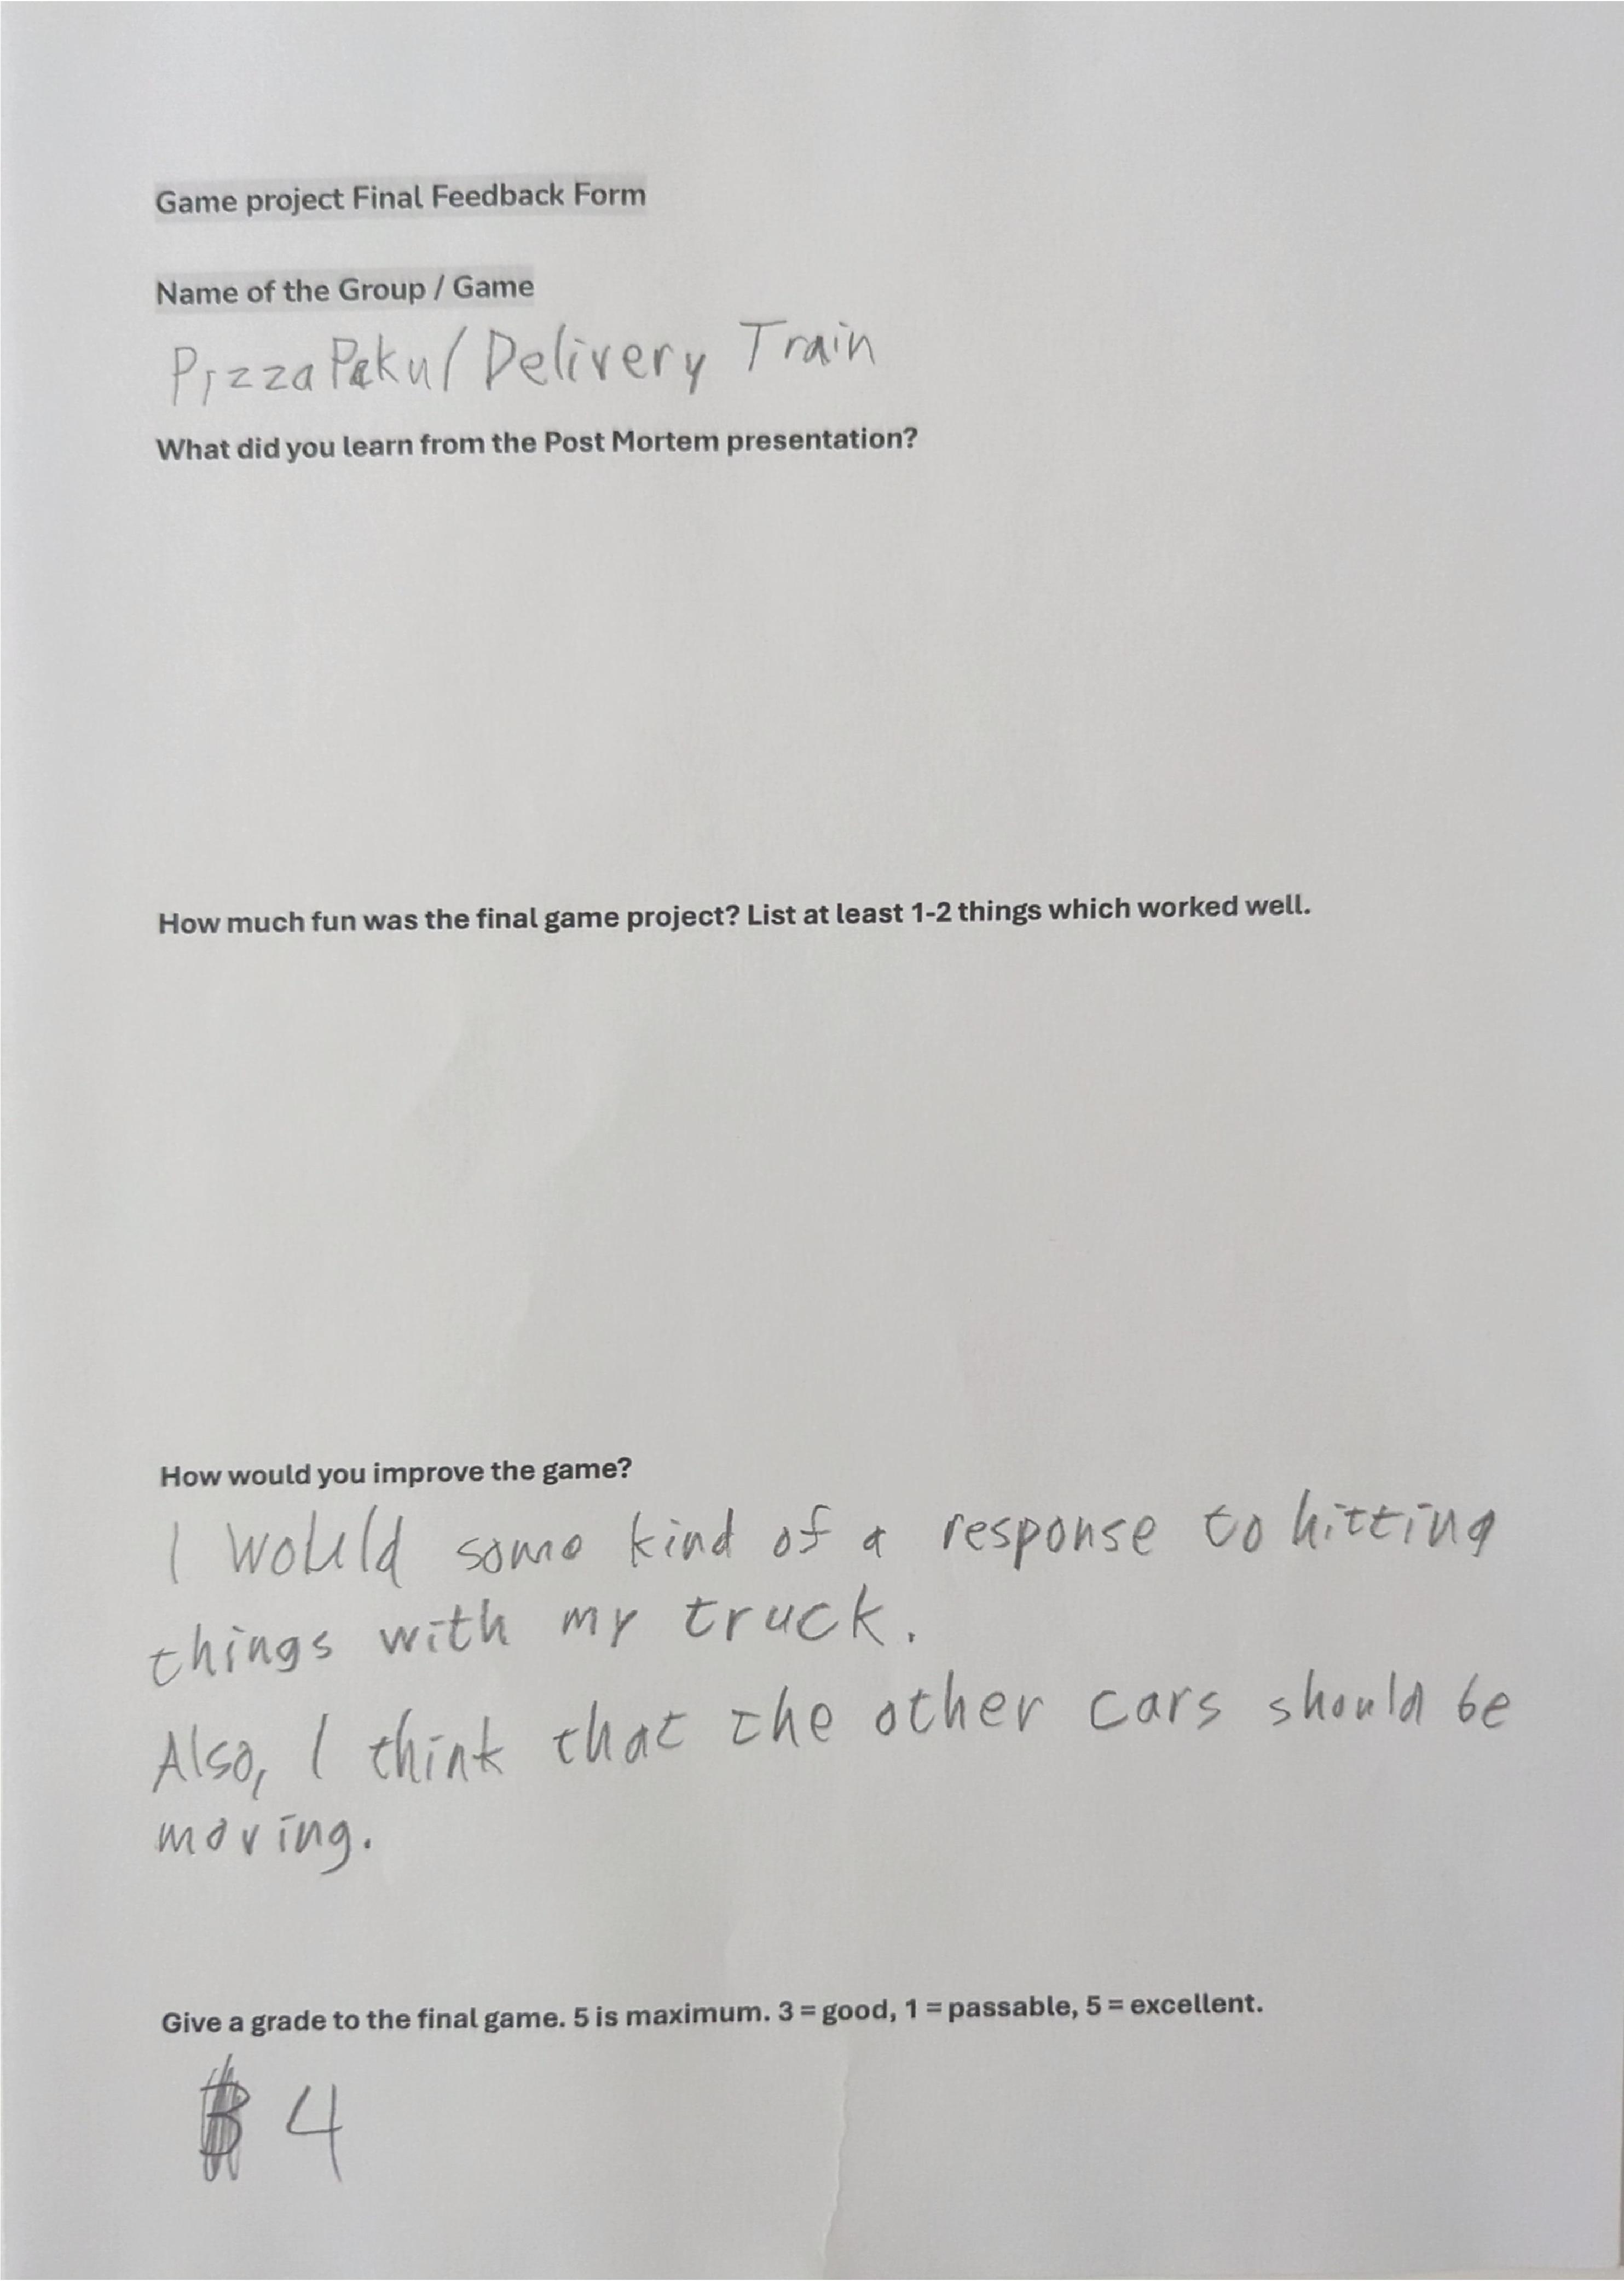 Game project Final Feedback Form
Name of the Group / Game
PizzaPeku/ Delivery Train
What did you learn from the Post Mortem presentation?
How much fun was the final game project? List at least 1-2 things which worked well.
How would you improve the game?
I would some kind of a response to hitting
things with my truck.
Also, I think that the other cars should be
moving.
Give a grade to the final game. 5 is maximum. 3 = good, 1 = passable, 5 = excellent.
4